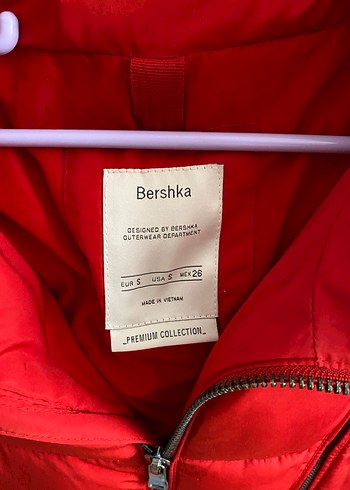 Bershka
DESIGNED BY BERSHKA
OUTERWEAR DEPARTMENT
EUR S USA S MEX 26
MADE IN VIETNAM
_PREMIUM COLLECTION_